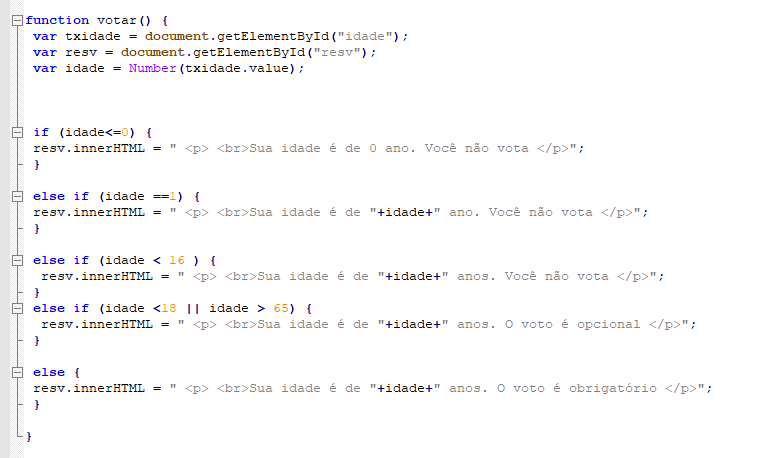 function votar() {
var txidade = document.getElementById("idade");
var resv = document.getElementById("resv");
var idade = Number(txidade.value);
if (idade<=0) {
resv.innerHTML = " <p> <br>Sua idade é de 0 ano. Você não vota </p>";
}
else if (idade ==1) {
resv.innerHTML = " <p> <br>Sua idade é de "+idade+" ano. Você não vota </p>";
}
else if (idade < 16 ) {
resv.innerHTML = " <p> <br>Sua idade é de "+idade+" anos. Você não vota </p>";
}
else if (idade <18 || idade > 65) {
resv.innerHTML = " <p> <br>Sua idade é de "+idade+" anos. O voto é opcional </p>";
}
else {
resv.innerHTML = " <p> <br>Sua idade é de "+idade+" anos. O voto é obrigatório </p>";
}
}